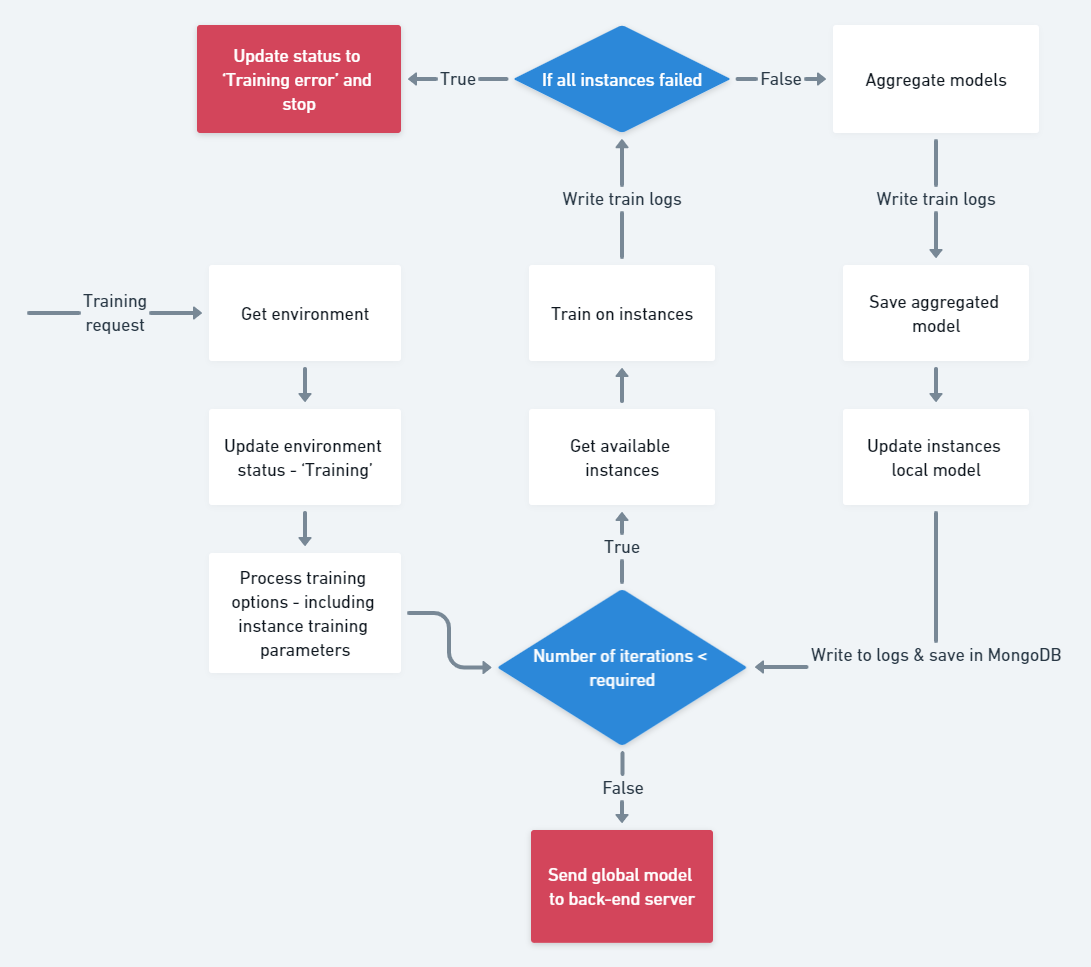 Update status to
‘Training error’ and
stop
True
If all instances failed
False
Aggregate models
Write train logs
Write train logs
Training
request
Get environment
Train on instances
Save aggregated
model
Update environment
status - ‘Training’
Get available
instances
Update instances
local model
True
Process training
options - including
instance training
parameters
Number of iterations <
required
Write to logs & save in MongoDB
False
Send global model
to back-end server